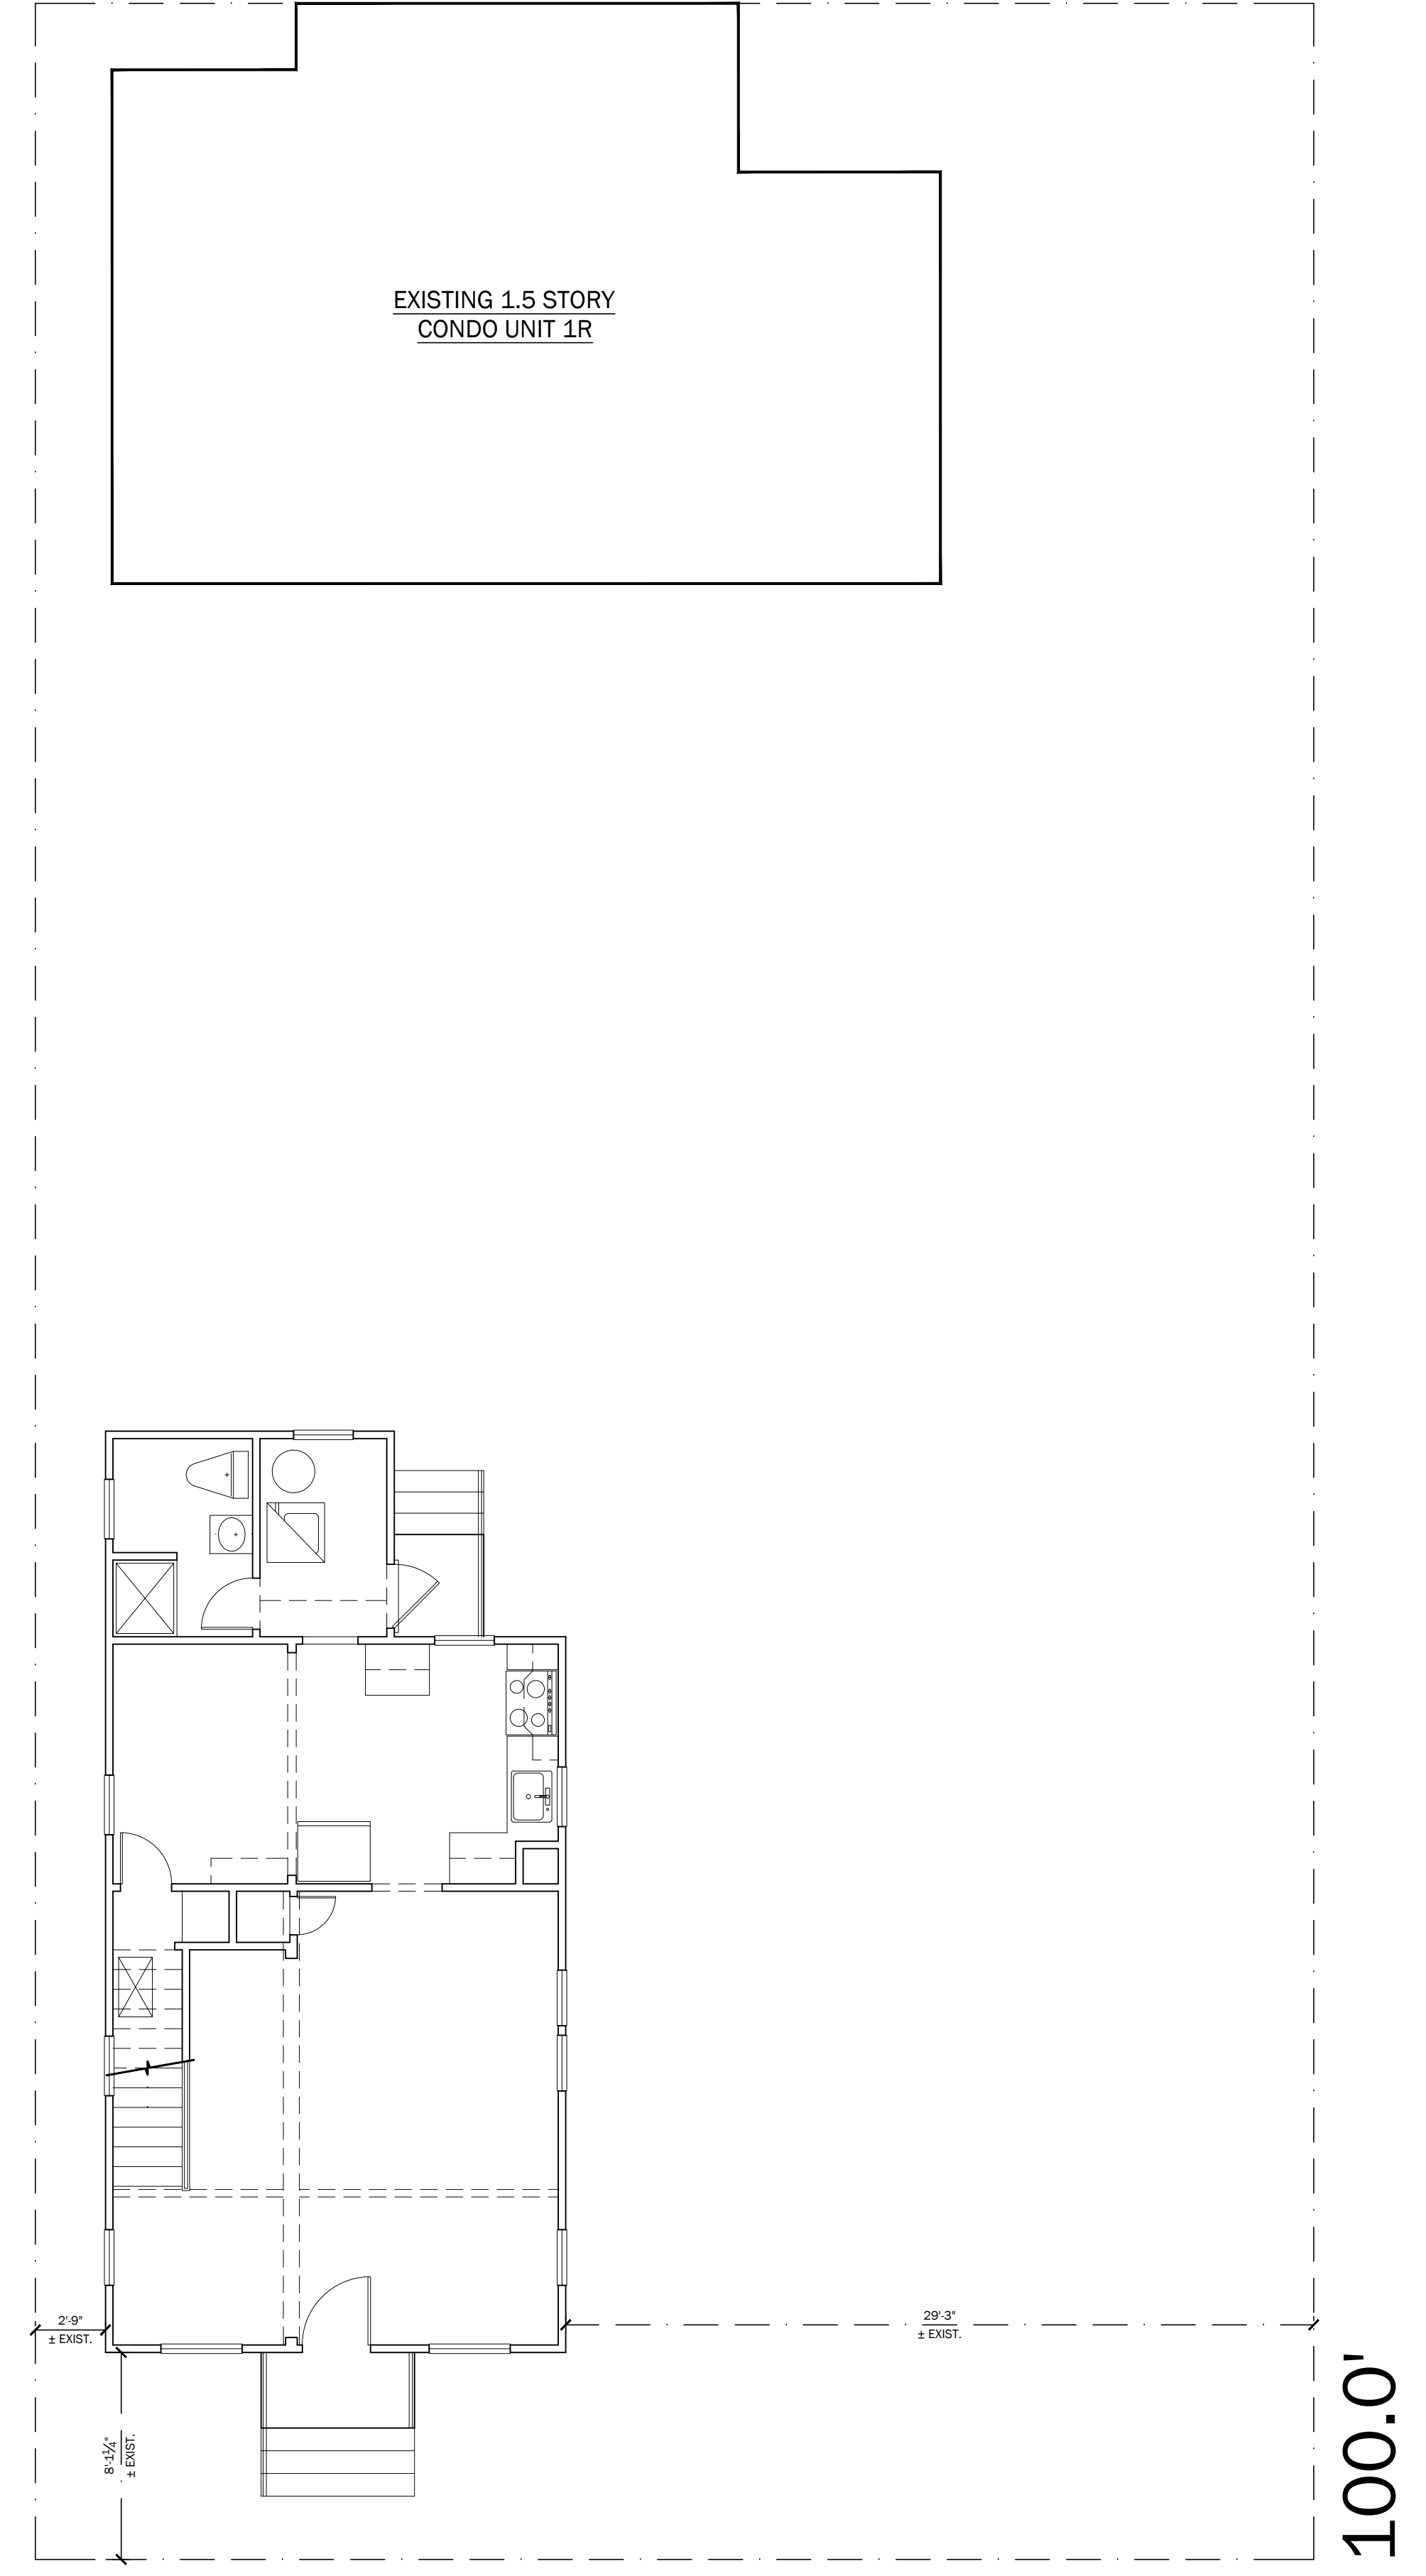 EXISTING 1.5 STORY
CONDO UNIT 1R
2'-9"
± EXIST.
29'-3"
± EXIST.
8'-1¼"
± EXIST.
100.0'